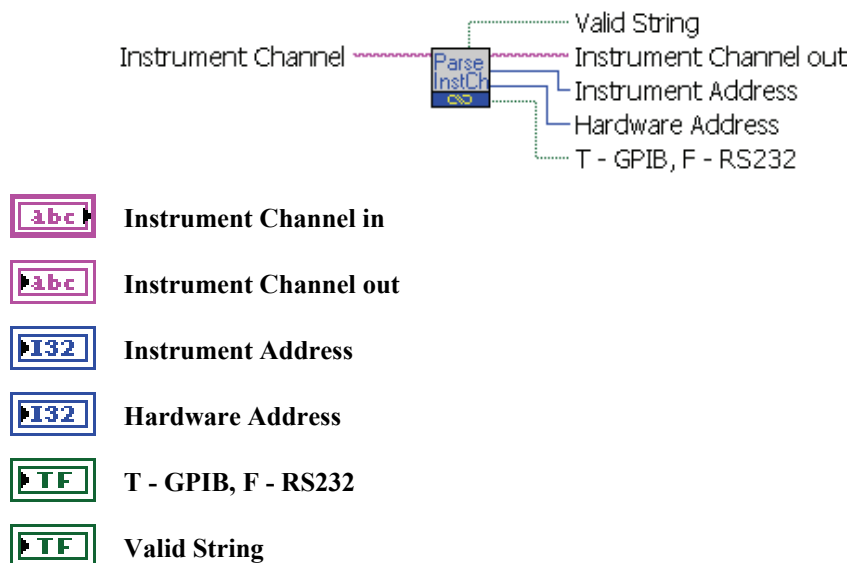 Valid String
Instrument Channel
Parse
InstCh
Instrument Channel out
Instrument Address
Hardware Address
T - GPIB, F - RS232
abc Instrument Channel in
abc Instrument Channel out
I32 Instrument Address
I32 Hardware Address
TF T - GPIB, F - RS232
TF Valid String